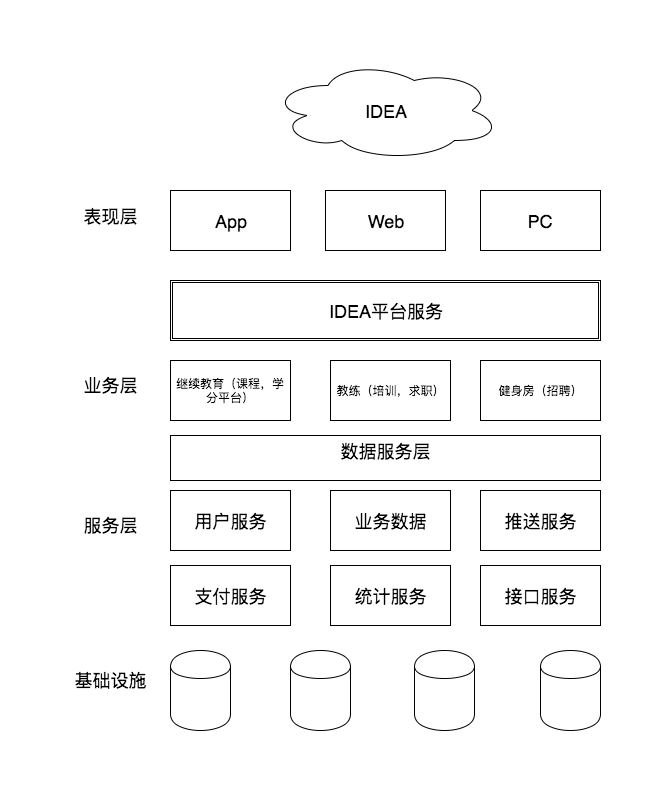 IDEA
表现层
App
Web
PC
IDEA平台服务
业务层
继续教育（课程，学
分平台）
教练（培训，求职）
健身房（招聘）
数据服务层
服务层
用户服务
业务数据
推送服务
支付服务
统计服务
接口服务
基础设施